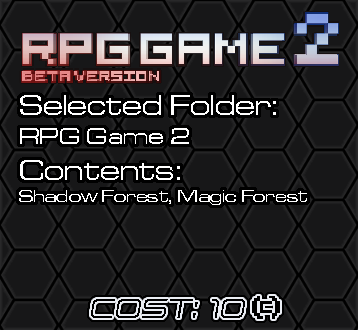 RPG GAME 2
BETA VERSION
Selected Folder:
RPG Game 2
Contents:
Shadow Forest, Magic Forest
COST: 10 (C)